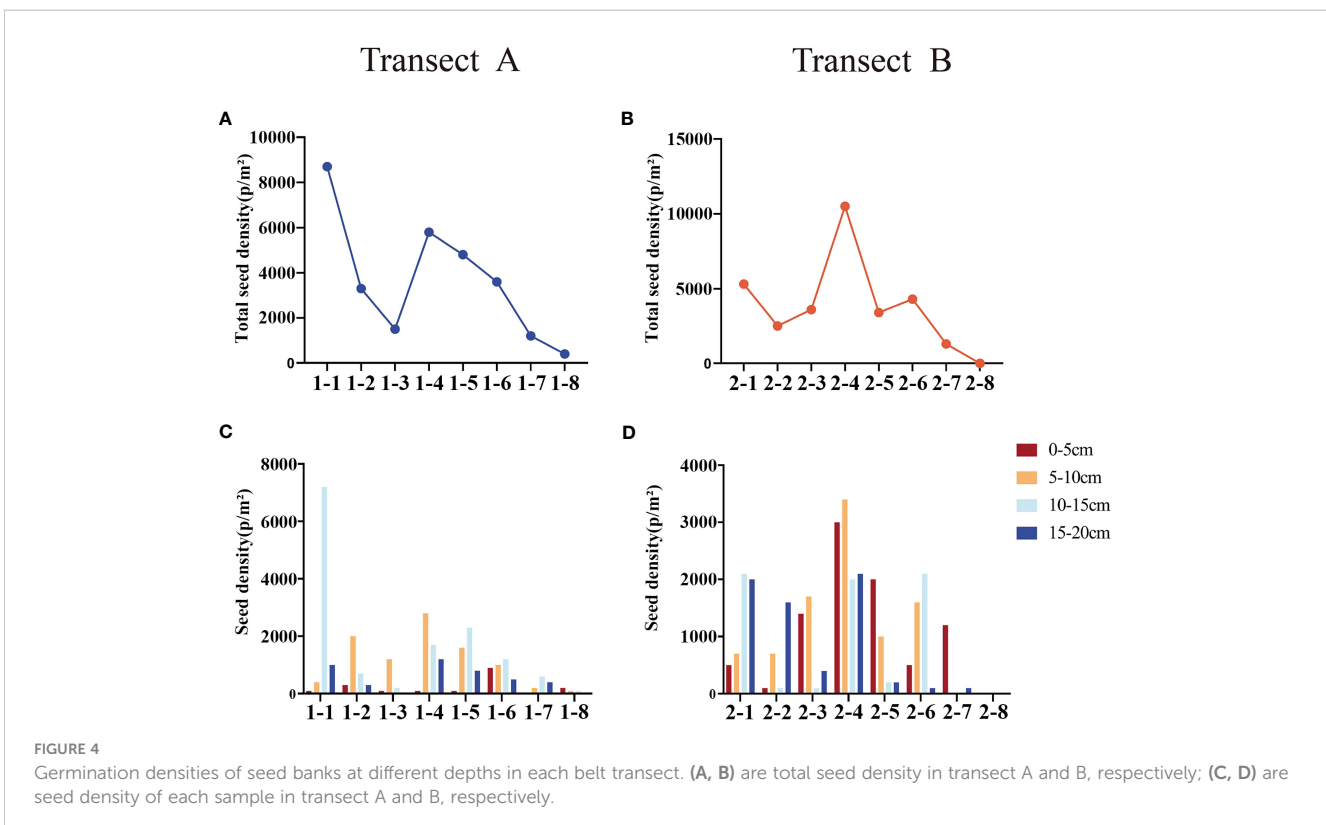 Transect A
Transect B
A
Total seed density(p/m²)
10000
8000
6000
4000
2000
0
1-1 1-2 1-3 1-4 1-5 1-6 1-7 1-8
B
Total seed density(p/m²)
15000
10000
5000
0
2-1 2-2 2-3 2-4 2-5 2-6 2-7 2-8
C
Seed density(p/m²)
8000
6000
4000
2000
0
1-1 1-2 1-3 1-4 1-5 1-6 1-7 1-8
D
Seed density(p/m²)
4000
3000
2000
1000
0
2-1 2-2 2-3 2-4 2-5 2-6 2-7 2-8
0-5cm
5-10cm
10-15cm
15-20cm
FIGURE 4
Germination densities of seed banks at different depths in each belt transect. (A, B) are total seed density in transect A and B, respectively; (C, D) are
seed density of each sample in transect A and B, respectively.